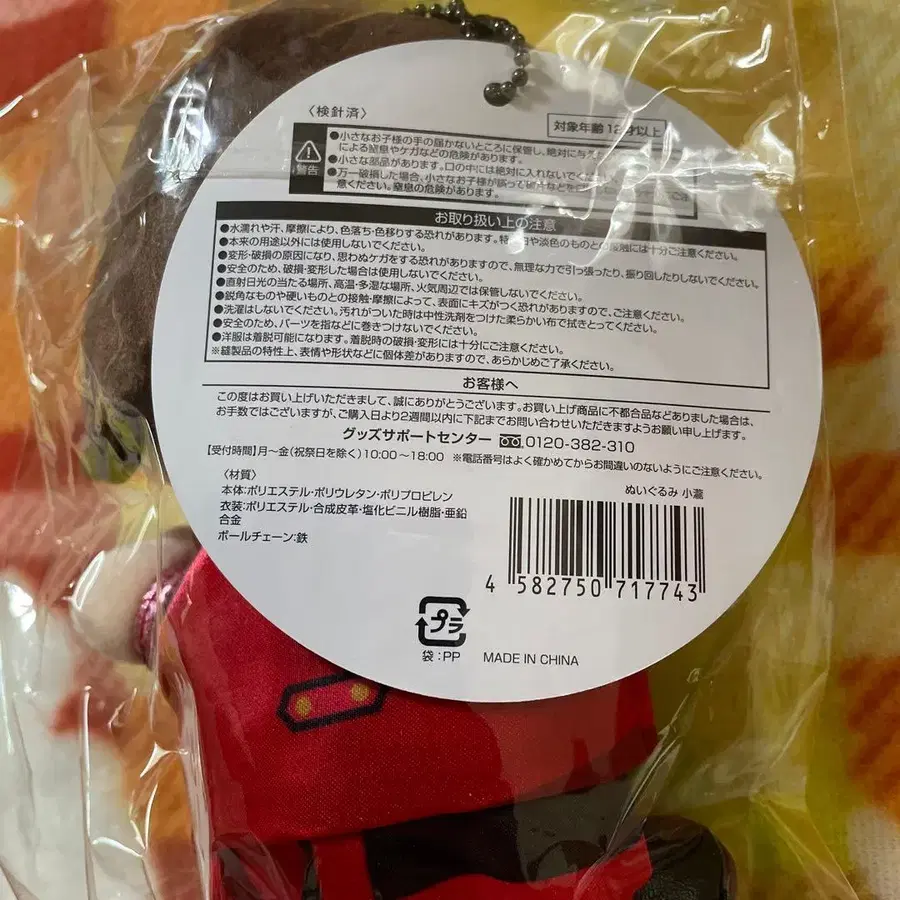 〈検針済〉
対象年齢12才以上
警告
●小さなお子様の手の届かないところに保管し、絶対に与え
による窒息やケガなどの危険があります。
●小さな部品があります。口の中には絶対に入れないでくださ
●万一破損した場合、小さなお子様が誤って破片などを口
意ください。窒息の危険があります。
お取り扱い上の注意
●水濡れや汗、摩擦により、色落ち・色移りする恐れがあります。特に白や淡色のものとの接触には十分ご注意ください。
●本来の用途以外には使用しないでください。
●変形・破損の原因になり、思わぬケガをする恐れがありますので、無理な力で引っ張ったり、振り回したりしないでください。
●安全のため、破損・変形した場合は使用しないでください。
●直射日光の当たる場所、高温・多湿な場所、火気周辺では保管しないでください。
●鋭角なものや硬いものとの接触・摩擦によって、表面にキズがつく恐れがありますので、ご注意ください。
●洗濯はしないでください。汚れがついた時は中性洗剤をつけた柔らかい布で拭きとってください。
●安全のため、パーツを指などに巻きつけないでください。
●洋服は着脱可能になります。着脱時の破損・変形には十分にご注意ください。
※縫製品の特性上、表情や形状などに個体差がありますので、あらかじめご了承ください。
お客様へ
この度はお買い上げいただきまして、誠にありがとうございます。お買い上げ商品に不都合品などありました場合は、
お手数ではございますが、ご購入日より2週間以内に下記までお問い合わせいただきますようお願い申し上げます。
グッズサポートセンター 0120-382-310
【受付時間】月〜金(祝祭日を除く)10:00〜18:00 ※電話番号はよく確かめてからお間違いのないようにご注意ください。
〈材質〉
本体:ポリエステル・ポリウレタン・ポリプロピレン
衣装:ポリエステル・合成皮革・塩化ビニル樹脂・亜鉛
合金
ボールチェーン:鉄
ぬいぐるみ 小瀧
4 582750 717743
プラ
袋:PP
MADE IN CHINA